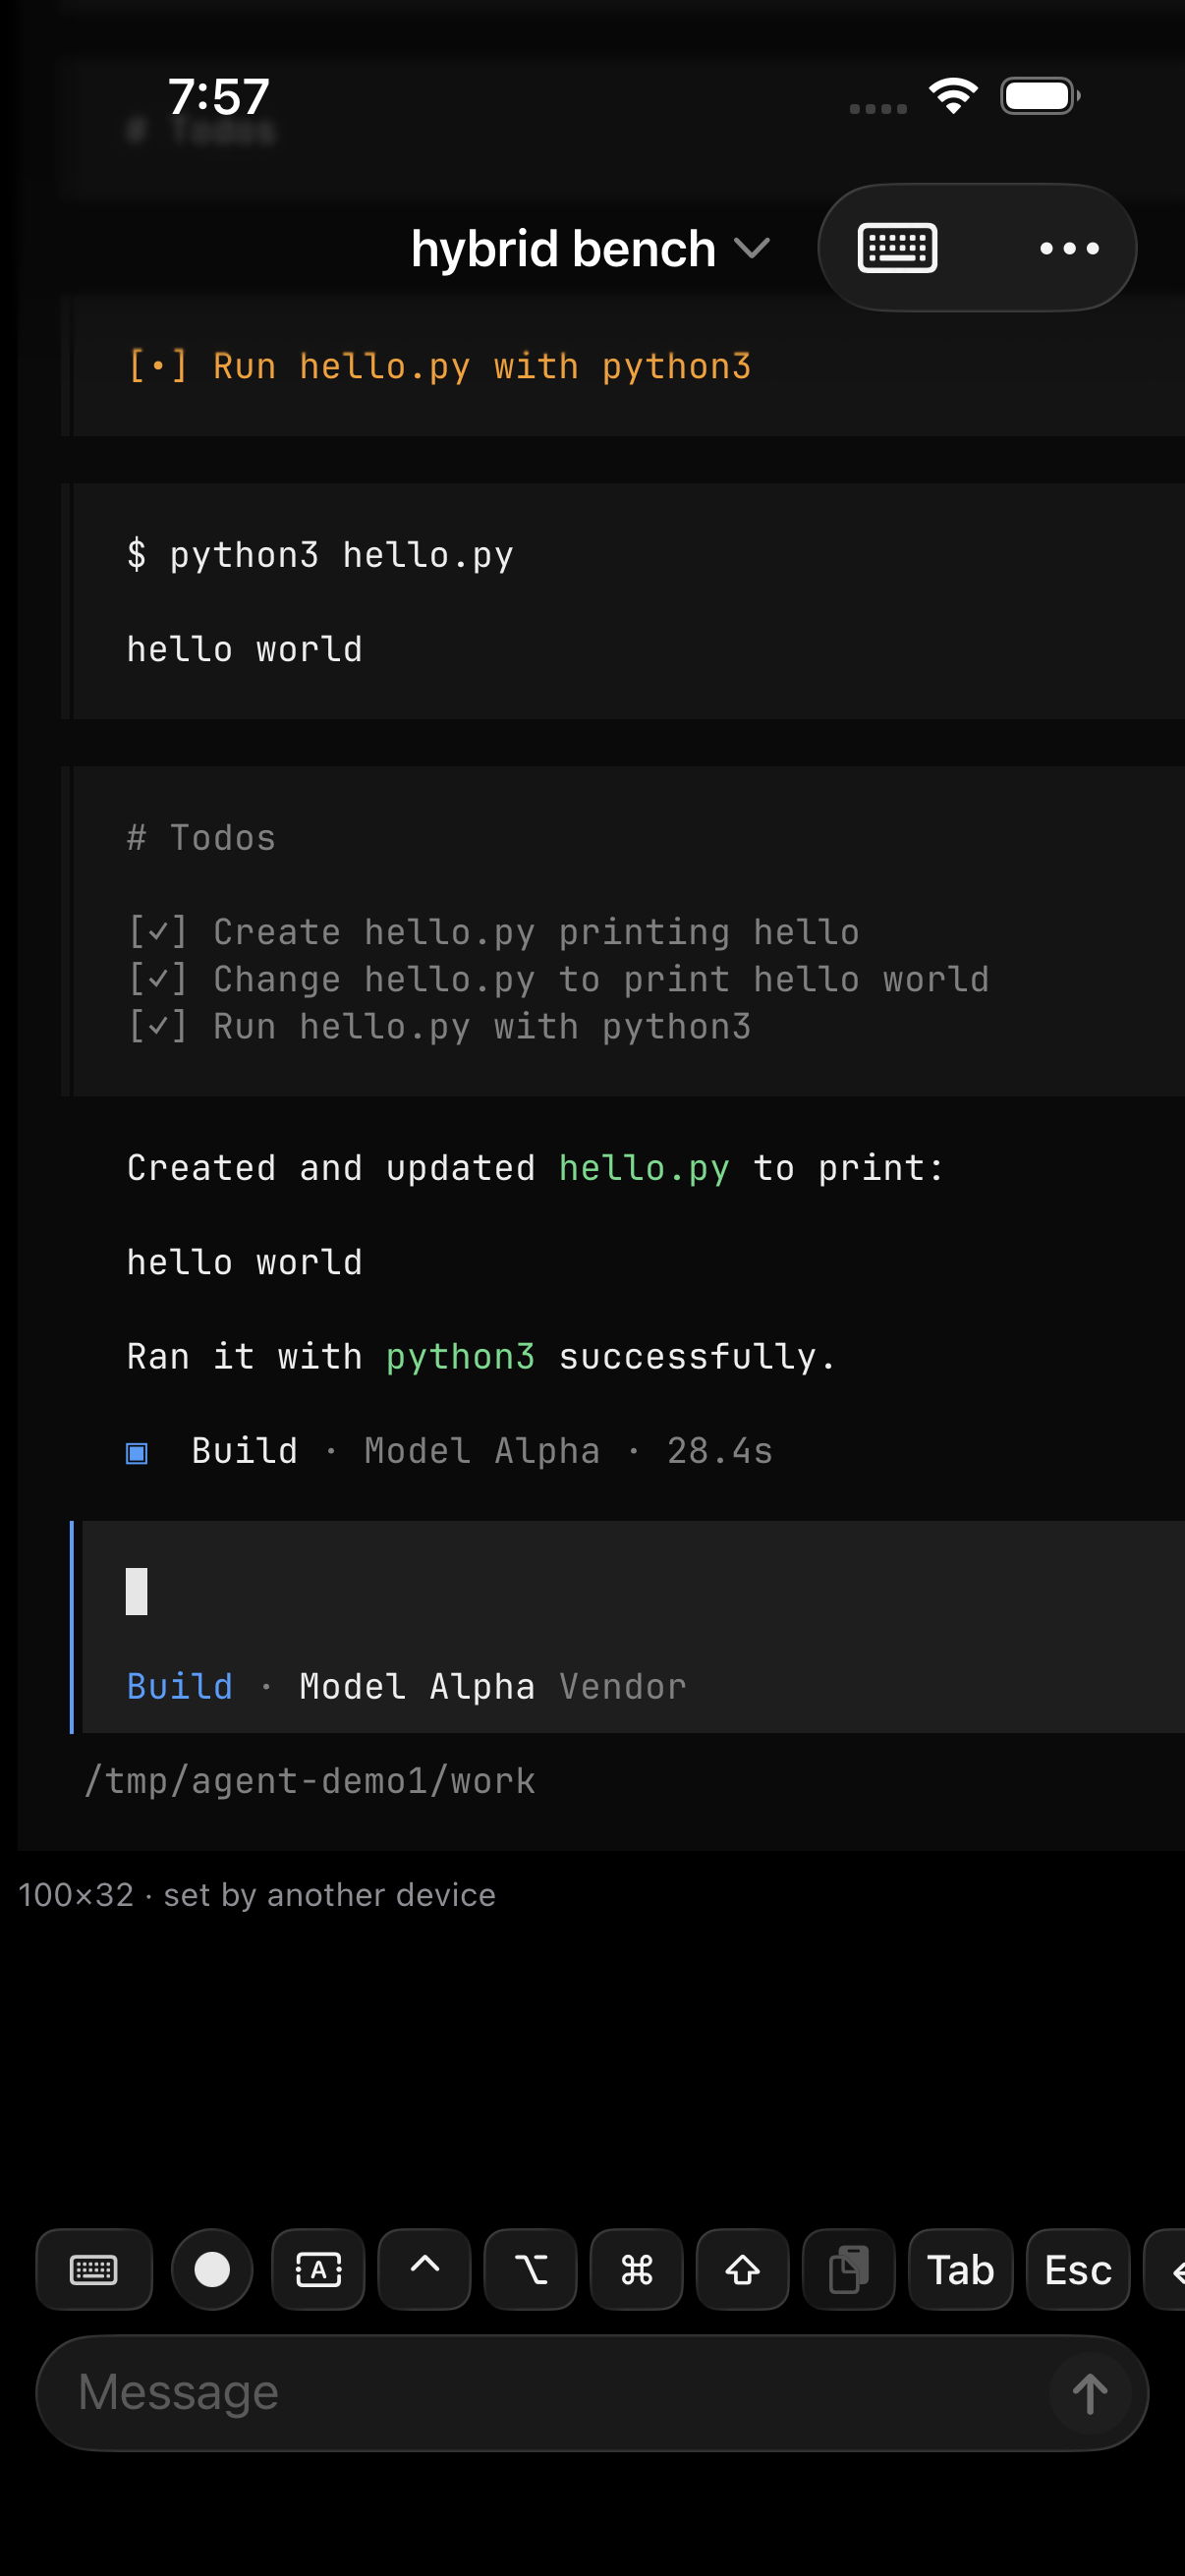 7:57
# Todos
hybrid bench
[•] Run hello.py with python3
$ python3 hello.py
hello world
# Todos
[✓] Create hello.py printing hello
[✓] Change hello.py to print hello world
[✓] Run hello.py with python3
Created and updated hello.py to print:
hello world
Ran it with python3 successfully.
▣ Build · Model Alpha · 28.4s
Build · Model Alpha Vendor
/tmp/agent-demo1/work
100×32 · set by another device
A ^ ⌥ ⌘ ⇧ Tab Esc
Message